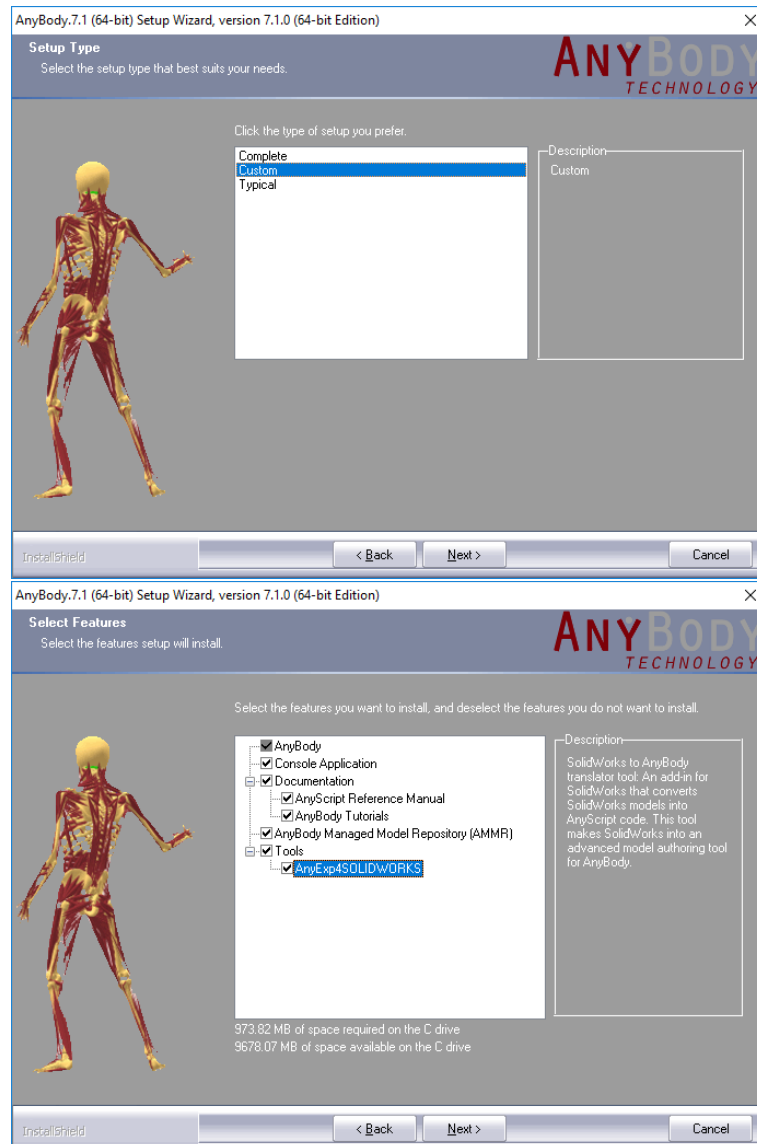 AnyBody.7.1 (64-bit) Setup Wizard, version 7.1.0 (64-bit Edition)
Setup Type
Select the setup type that best suits your needs.
ANYBODY
TECHNOLOGY
Click the type of setup you prefer.
Complete
Custom
Typical
Description
Custom
InstallShield
< Back
Next >
Cancel
AnyBody.7.1 (64-bit) Setup Wizard, version 7.1.0 (64-bit Edition)
Select Features
Select the features setup will install.
ANYBODY
TECHNOLOGY
Select the features you want to install, and deselect the features you do not want to install.
AnyBody
Console Application
Documentation
AnyScript Reference Manual
AnyBody Tutorials
AnyBody Managed Model Repository (AMMR)
Tools
AnyExp4SOLIDWORKS
Description
SolidWorks to AnyBody
translator tool: An add-in for
SolidWorks that converts
SolidWorks models into
AnyScript code. This tool
makes SolidWorks into an
advanced model authoring tool
for AnyBody.
973.82 MB of space required on the C drive
9678.07 MB of space available on the C drive
InstallShield
< Back
Next >
Cancel